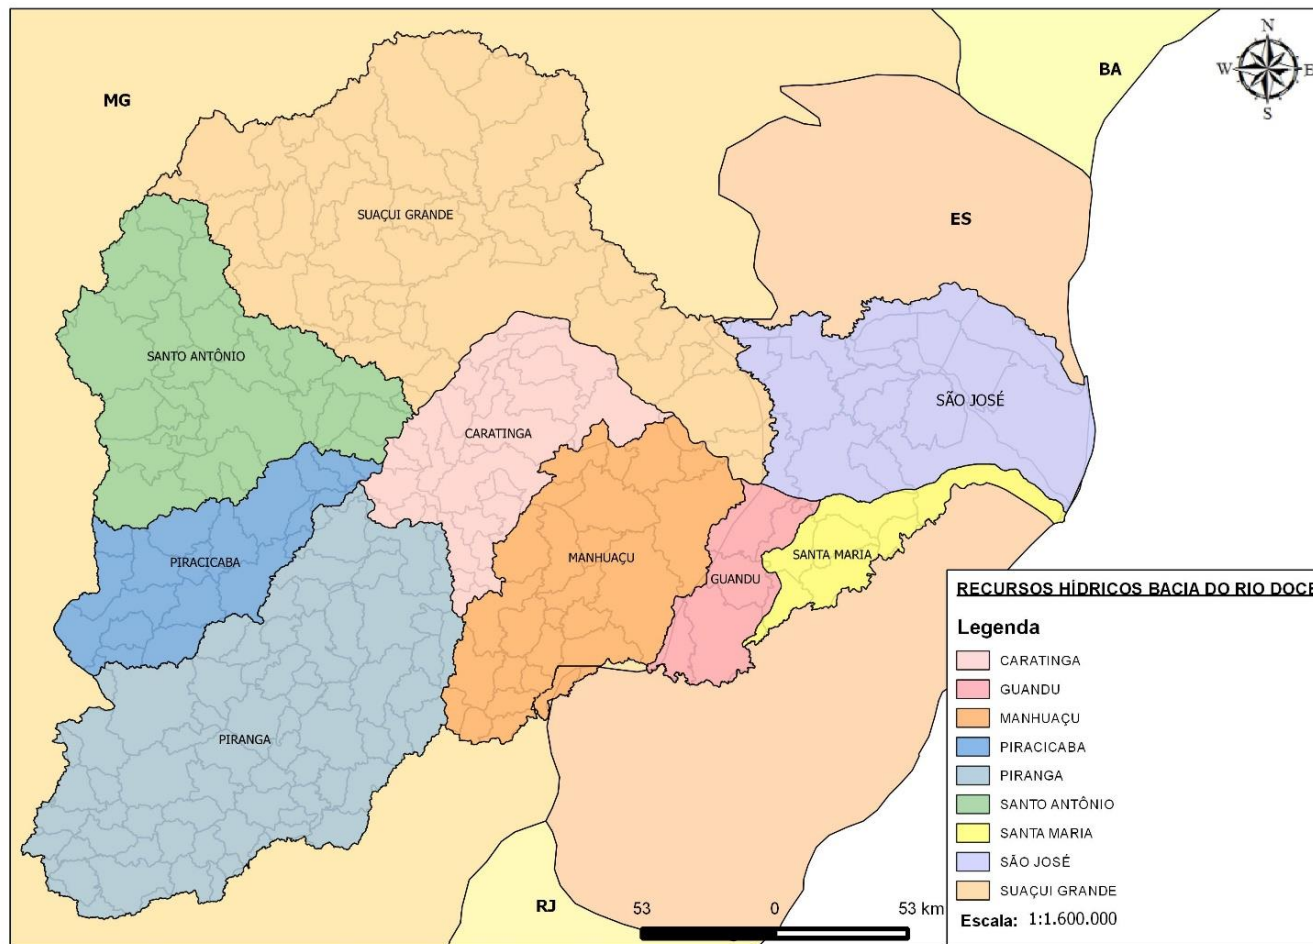 N
W E
S
BA
MG
ES
SUAÇUI GRANDE
SANTO ANTÔNIO
SÃO JOSÉ
CARATINGA
PIRACICABA
MANHUAÇU
SANTA MARIA
GUANDU
PIRANGA
RJ
RECURSOS HÍDRICOS BACIA DO RIO DOCE
Legenda
CARATINGA
GUANDU
MANHUAÇU
PIRACICABA
PIRANGA
SANTO ANTÔNIO
SANTA MARIA
SÃO JOSÉ
SUAÇUI GRANDE
Escala: 1:1.600.000
53 0 53 km